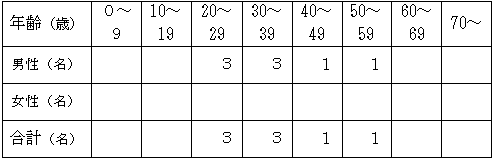 年齢（歳） ０～9 10～19 20～29 30～39 40～49 50～59 60～69 70～
男性（名） 3 3 1 1
女性（名）
合計（名） 3 3 1 1